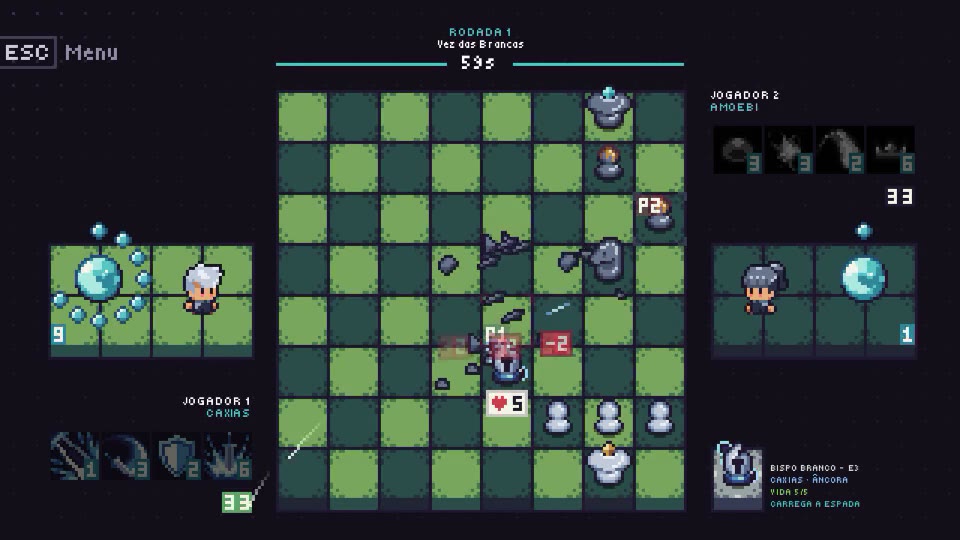 RODADA 1
Vez das Brancas
59s
ESC Menu
JOGADOR 2
AMOEBI
3 3 2 6
33
P2
9
1
P1
-2
5
JOGADOR 1
CAXIAS
1 3 2 6
33
BISPO BRANCO - E3
CAXIAS · ÂNCORA
VIDA 5/5
CARREGA A ESPADA